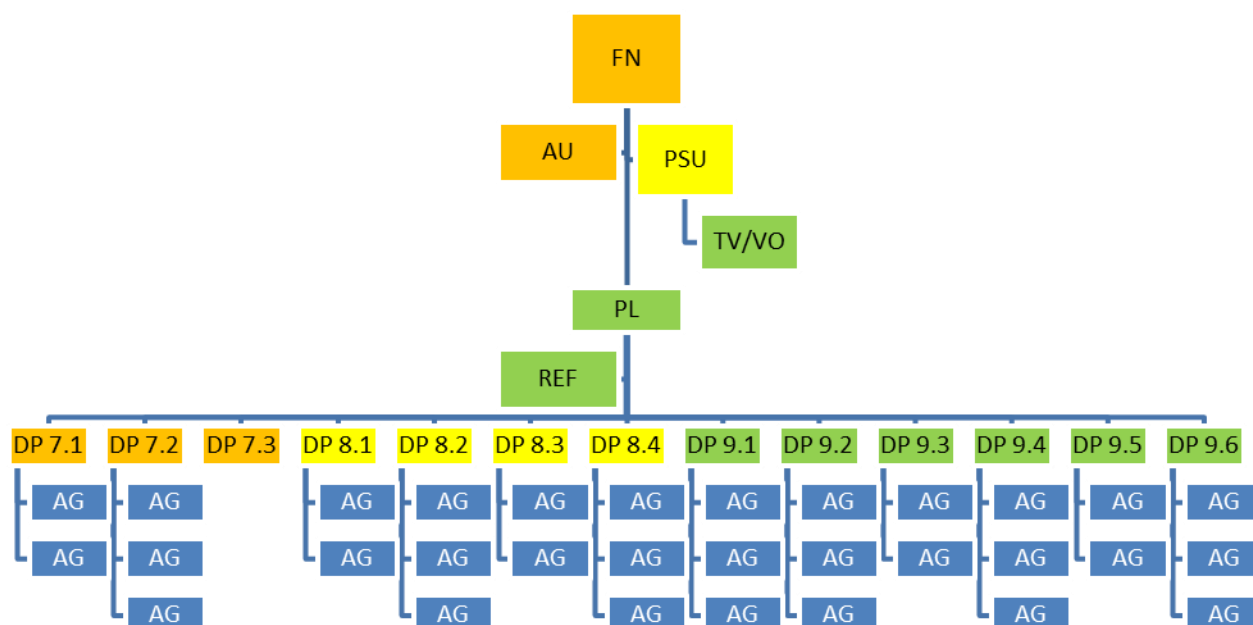 FN
AU
PSU
TV/VO
PL
REF
DP 7.1 DP 7.2 DP 7.3 DP 8.1 DP 8.2 DP 8.3 DP 8.4 DP 9.1 DP 9.2 DP 9.3 DP 9.4 DP 9.5 DP 9.6
AG AG AG AG AG AG AG AG AG AG AG AG
AG AG AG AG AG AG AG AG AG AG AG AG
AG AG AG AG AG AG AG